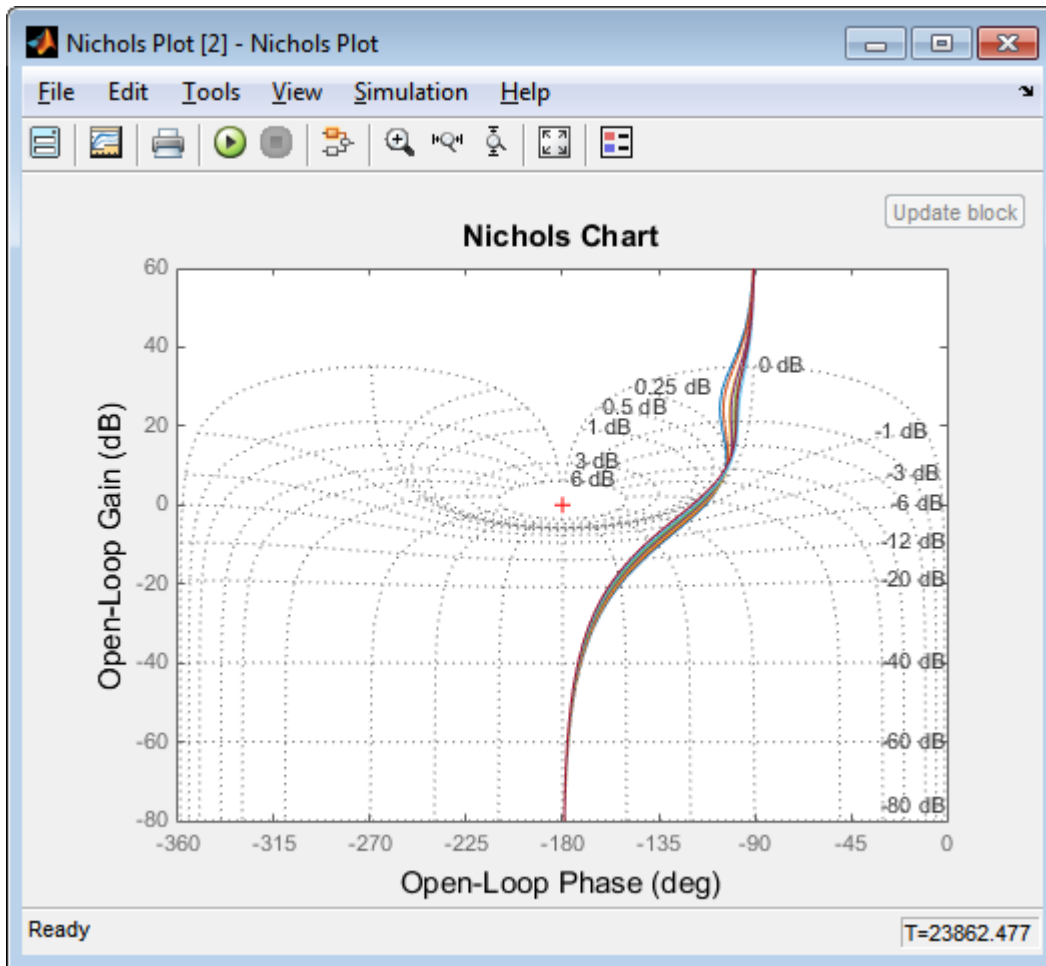 Nichols Plot [2] - Nichols Plot
File Edit Tools View Simulation Help
Update block
Nichols Chart
Open-Loop Gain (dB)
60
40
20
0
-20
-40
-60
-80
0 dB
0.25 dB
0.5 dB
1 dB
-1 dB
3 dB
-3 dB
6 dB
-6 dB
-12 dB
-20 dB
-40 dB
-60 dB
-80 dB
-360 -315 -270 -225 -180 -135 -90 -45 0
Open-Loop Phase (deg)
Ready T=23862.477